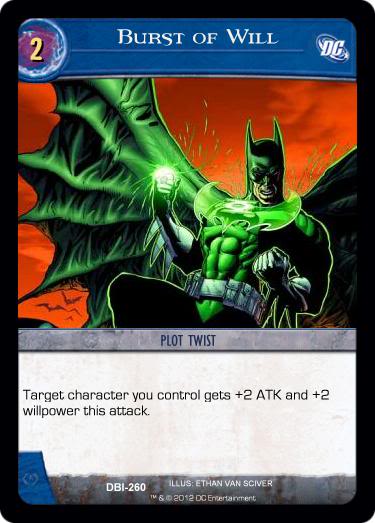 2
BURST OF WILL
DC
PLOT TWIST
Target character you control gets +2 ATK and +2
willpower this attack.
DBI-260
ILLUS: ETHAN VAN SCIVER
™ & © 2012 DC Entertainment